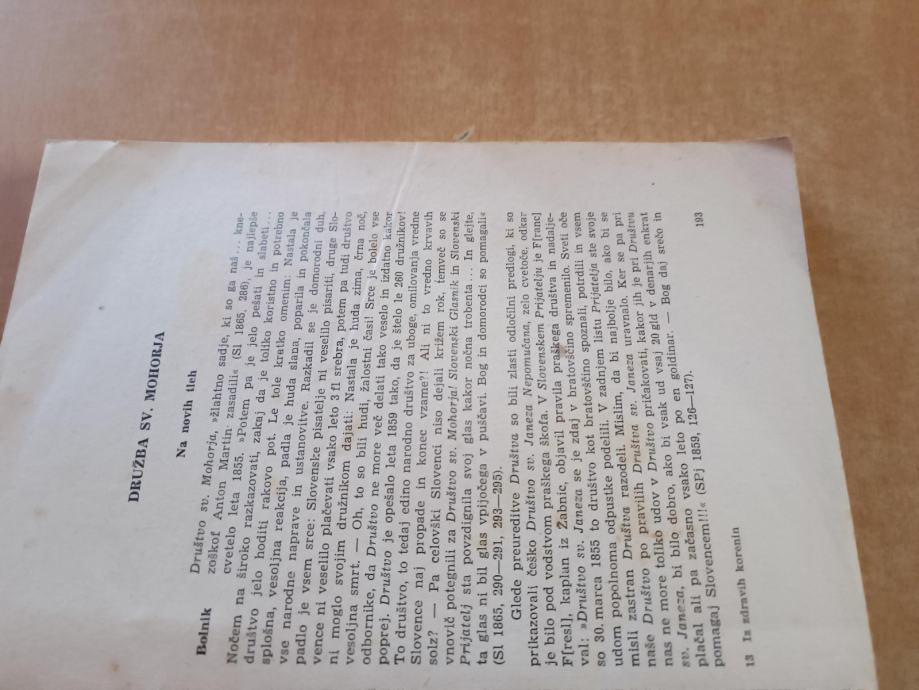 DRUŽBA SV. MOHORJA
Na novih tleh
Bolnik
Društvo sv. Mohorja, »žlahtno sadje, ki so ga naš ... kne-
zoškof Anton Martin zasadili« (Sl 1865, 286), je najlepše
cvetelo leta 1855. »Potem pa je jelo pešati in slabeti ...
Nočem na široko razkazovati, zakaj da je toliko koristno in potrebno
društvo jelo hoditi rakovo pot. Le tole kratko omenim: Nastala je
splošna, vesoljna reakcija, padla je huda slana, poparila in pokončala
vse narodne naprave in ustanovitve. Razkadil se je domorodni duh,
padlo je vsem srce: Slovenske pisatelje ni veselilo pisariti, druge Slo-
vence ni veselilo plačevati vsako leto 3 fl srebra, potem pa tudi društvo
ni moglo svojim družnikom dajati: Nastala je huda zima, črna noč,
vesoljna smrt. — Oh, to so bili hudi, žalostni časi! Srce je bolelo vse
odbornike, da Društvo ne more več delati tako veselo in izdatno kakor
poprej. Društvo je opešalo leta 1859 tako, da je štelo le 260 družnikov!
To društvo, to tedaj edino narodno društvo za uboge, omilovanja vredne
Slovence naj propade in konec vzame?! Ali ni to vredno krvavih
solz? — Pa celovški Slovenci niso dejali križem rok, temveč so se
vnovič potegnili za Društvo sv. Mohorja! Slovenski Glasnik in Slovenski
Prijatelj sta povzdignila svoj glas kakor nočna trobenta ... In glejte,
ta glas ni bil glas vpijočega v puščavi. Bog in domorodci so pomagali«
(Sl 1865, 290—291, 293—295).
Glede preureditve Društva so bili zlasti odločilni predlogi, ki so
prikazovali češko Društvo sv. Janeza Nepomučana, zelo cvetoče, odkar
je bilo pod vodstvom praškega škofa. V Slovenskem Prijatelju je F[ranc]
F[resl], kaplan iz Žabnic, objavil pravila praškega društva in nadalje-
val: »Društvo sv. Janeza se je zdaj v bratovščino spremenilo. Sveti oče
so 30. marca 1855 to društvo kot bratovščino spoznali, potrdili in vsem
udom popolnoma odpustke podelili. V zadnjem listu Prijatelja ste svoje
misli zastran Društva razodeli. Mislim, da bi najbolje bilo, ako bi se
naše Društvo po pravilih Društva sv. Janeza uravnalo. Ker se pa pri
nas ne more toliko udov v Društvo pričakovati, kakor jih je pri Društvu
sv. Janeza, bi bilo dobro, ako bi vsak ud vsaj 20 gld v denarjih enkrat
plačal ali pa začasno vsako leto po en goldinar. — Bog daj srečo in
pomagaj Slovencem!!!« (SPj 1859, 126—127).
13 Iz zdravih korenin
193